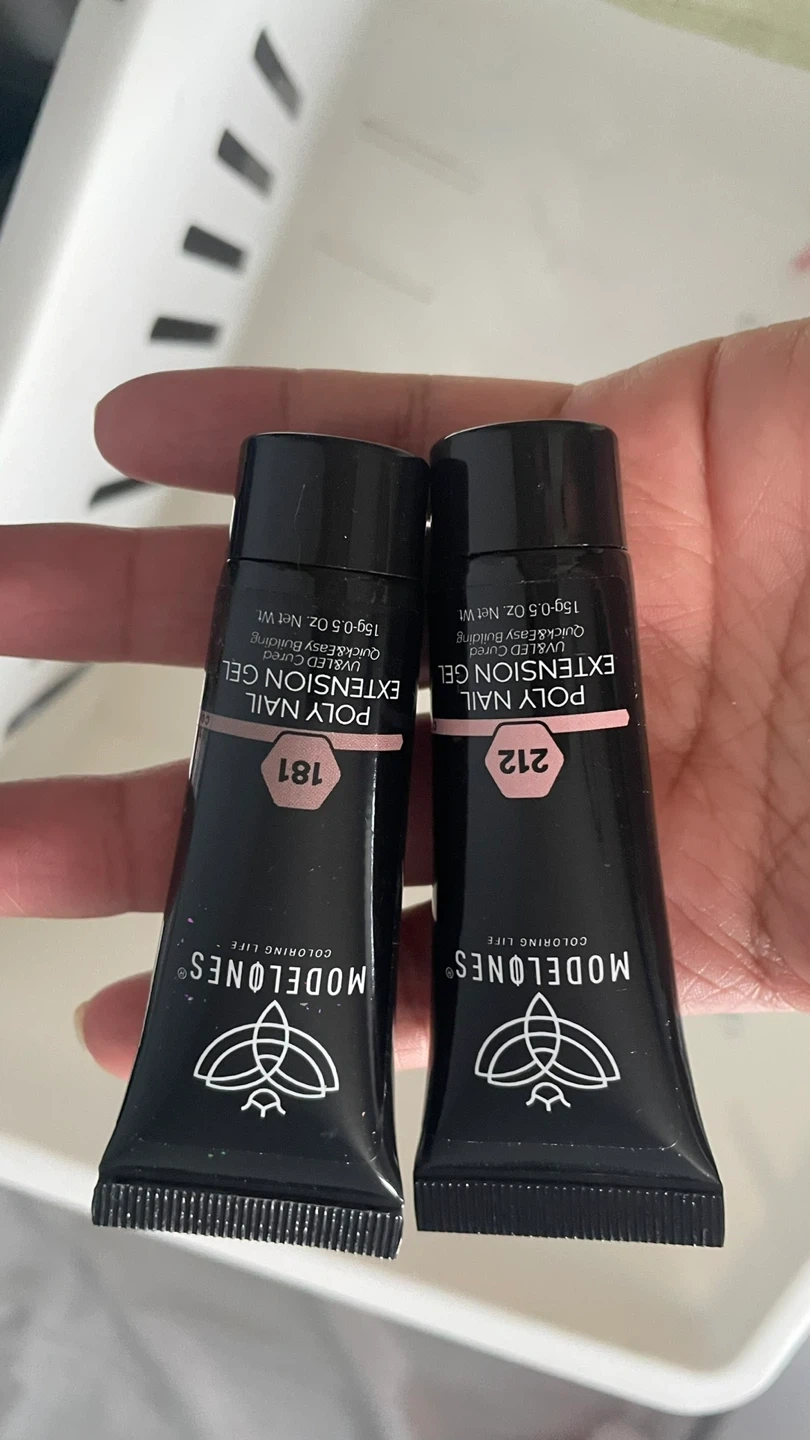 MODELONES®
COLORING LIFE
181
POLY NAIL
EXTENSION GEL
UV&LED Cured
Quick&Easy Building
15g-0.5 Oz. Net Wt.
MODELONES®
COLORING LIFE
212
POLY NAIL
EXTENSION GEL
UV&LED Cured
Quick&Easy Building
15g-0.5 Oz. Net Wt.